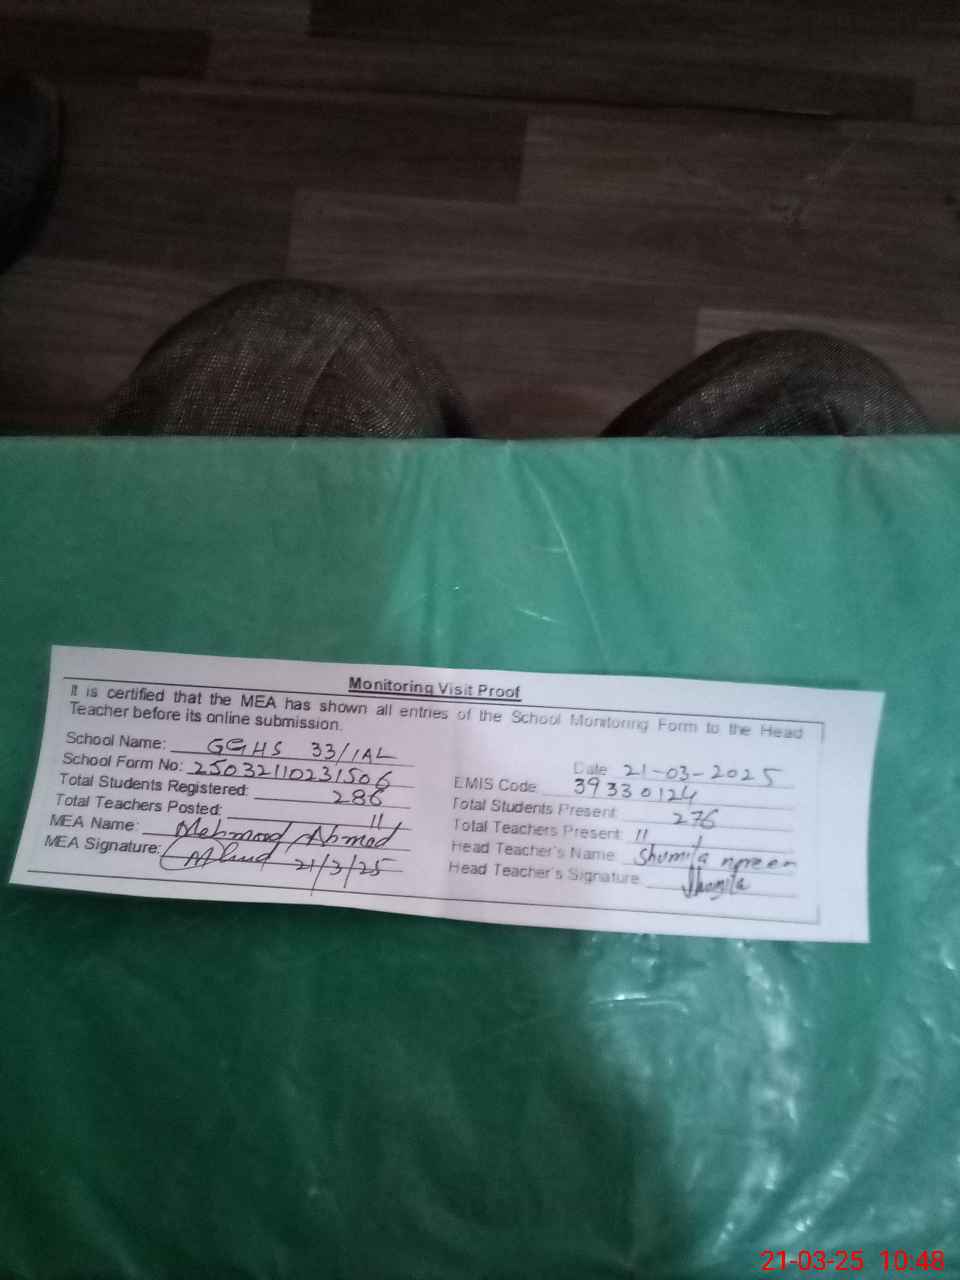 Monitoring Visit Proof
It is certified that the MEA has shown all entries of the School Monitoring Form to the Head
Teacher before its online submission.
School Name: GGHS 33/1AL
Date 21-03-2025
School Form No: 25032110231506
EMIS Code: 39330124
Total Students Registered: 286
Total Students Present: 276
Total Teachers Posted: 11
Total Teachers Present: 11
MEA Name: Mehmood Ahmad
Head Teacher's Name Shumila
MEA Signature: 21/3/25
Head Teacher's Signature: Shumila
21-03-25 10:48